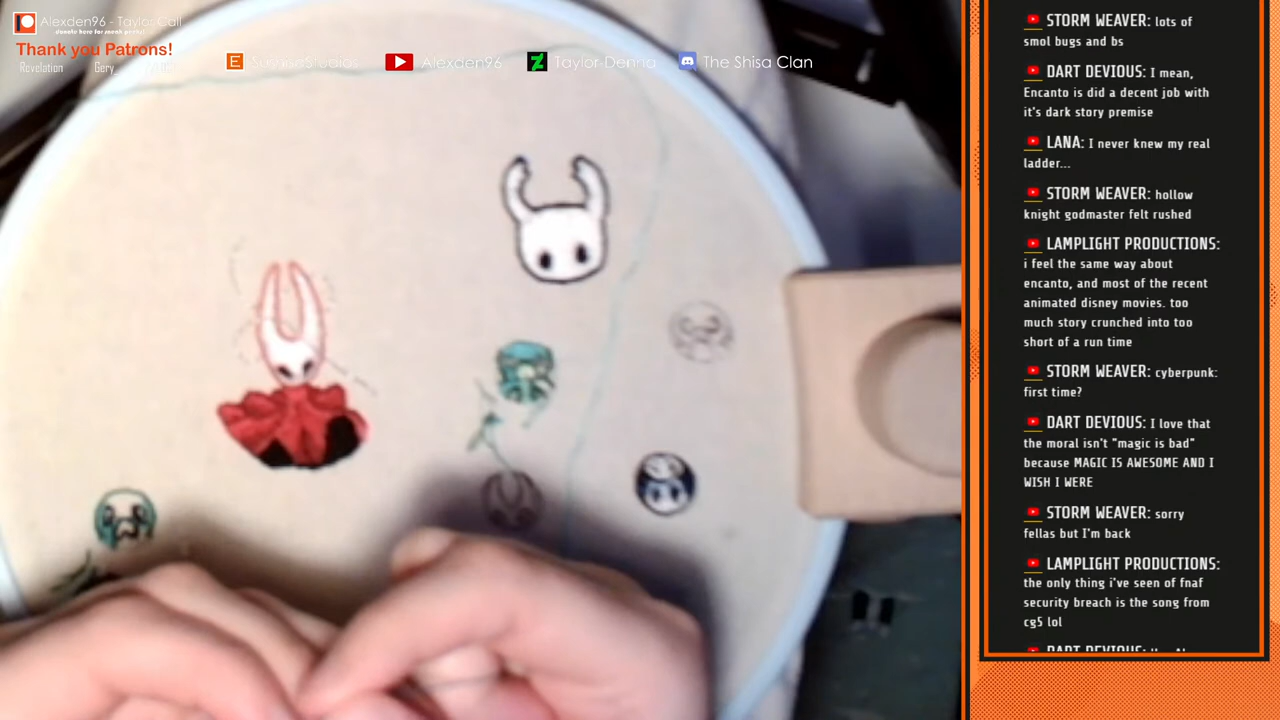 Alexden96 - Taylor Call
Thank you Patrons!
Revelation Gery
Alexden96 Taylor-Denna The Shisa Clan
STORM WEAVER: lots of
smol bugs and bs
DART DEVIOUS: I mean,
Encanto is did a decent job with
it's dark story premise
LANA: I never knew my real
ladder...
STORM WEAVER: hollow
knight godmaster felt rushed
LAMPLIGHT PRODUCTIONS:
i feel the same way about
encanto, and most of the recent
animated disney movies. too
much story crunched into too
short of a run time
STORM WEAVER: cyberpunk:
first time?
DART DEVIOUS: I love that
the moral isn't "magic is bad"
because MAGIC IS AWESOME AND I
WISH I WERE
STORM WEAVER: sorry
fellas but I'm back
LAMPLIGHT PRODUCTIONS:
the only thing i've seen of fnaf
security breach is the song from
cg5 lol